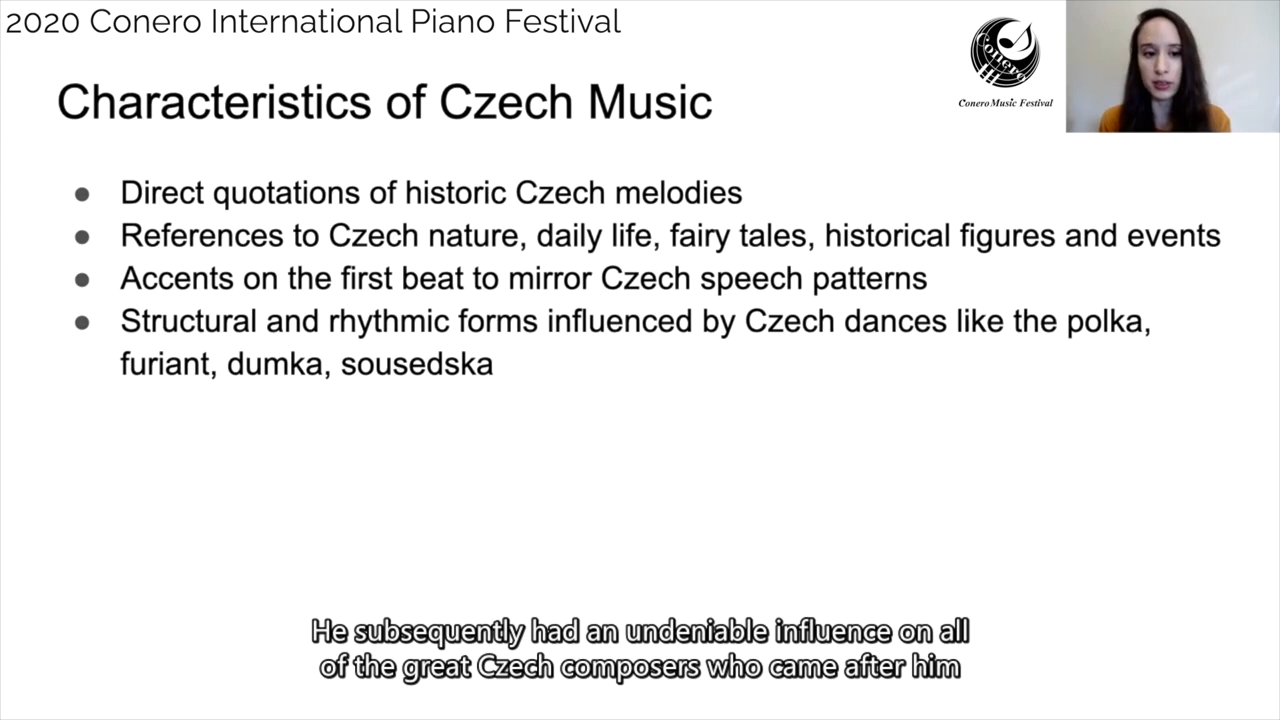 2020 Conero International Piano Festival
Conero
Conero Music Festival
Characteristics of Czech Music
● Direct quotations of historic Czech melodies
● References to Czech nature, daily life, fairy tales, historical figures and events
● Accents on the first beat to mirror Czech speech patterns
● Structural and rhythmic forms influenced by Czech dances like the polka,
furiant, dumka, sousedska
He subsequently had an undeniable influence on all
of the great Czech composers who came after him